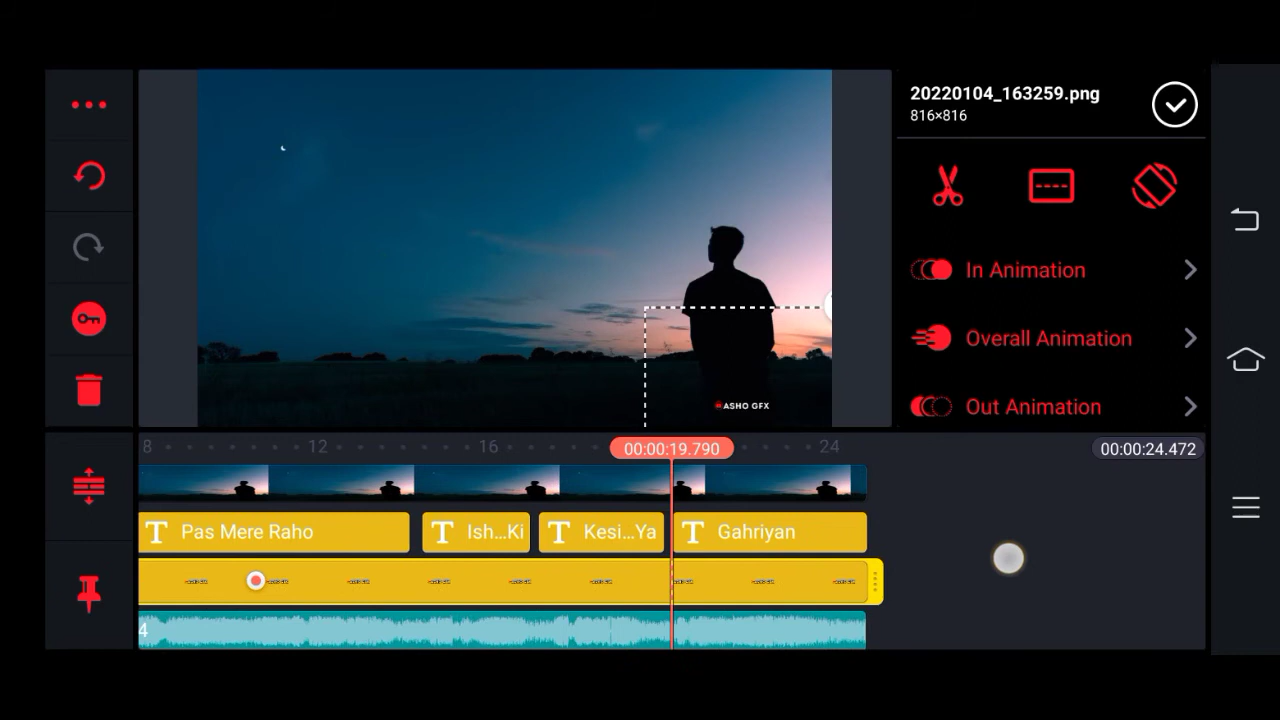 20220104_163259.png
816×816
In Animation
Overall Animation
Out Animation
ASHO GFX
8 12 16 00:00:19.790 24 00:00:24.472
T Pas Mere Raho T Ish...Ki T Kesi...Ya T Gahriyan
4